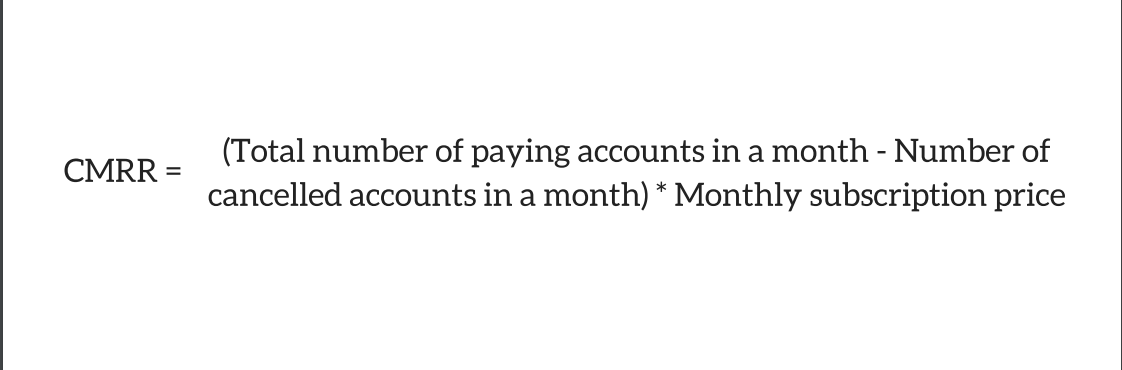 CMRR =
(Total number of paying accounts in a month - Number of
cancelled accounts in a month) * Monthly subscription price